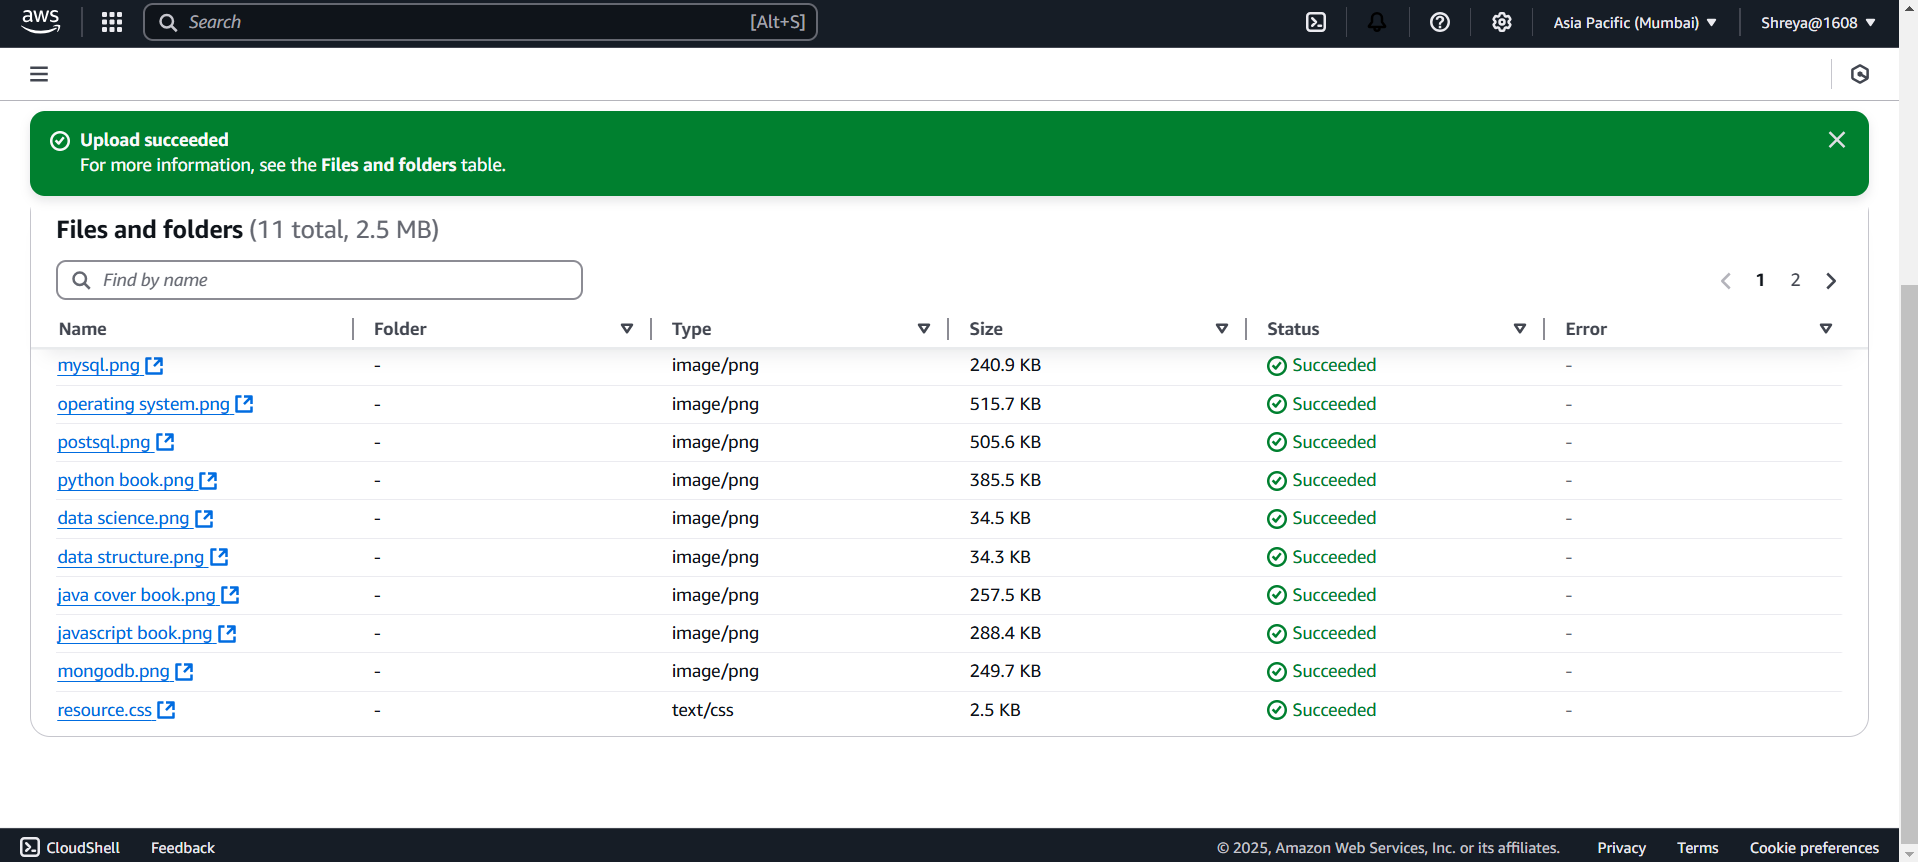 aws Search [Alt+S] Asia Pacific (Mumbai) Shreya@1608
Upload succeeded
For more information, see the Files and folders table.
Files and folders (11 total, 2.5 MB)
Find by name 1 2
Name Folder Type Size Status Error
mysql.png - image/png 240.9 KB Succeeded -
operating system.png - image/png 515.7 KB Succeeded -
postsql.png - image/png 505.6 KB Succeeded -
python book.png - image/png 385.5 KB Succeeded -
data science.png - image/png 34.5 KB Succeeded -
data structure.png - image/png 34.3 KB Succeeded -
java cover book.png - image/png 257.5 KB Succeeded -
javascript book.png - image/png 288.4 KB Succeeded -
mongodb.png - image/png 249.7 KB Succeeded -
resource.css - text/css 2.5 KB Succeeded -
CloudShell Feedback © 2025, Amazon Web Services, Inc. or its affiliates. Privacy Terms Cookie preferences